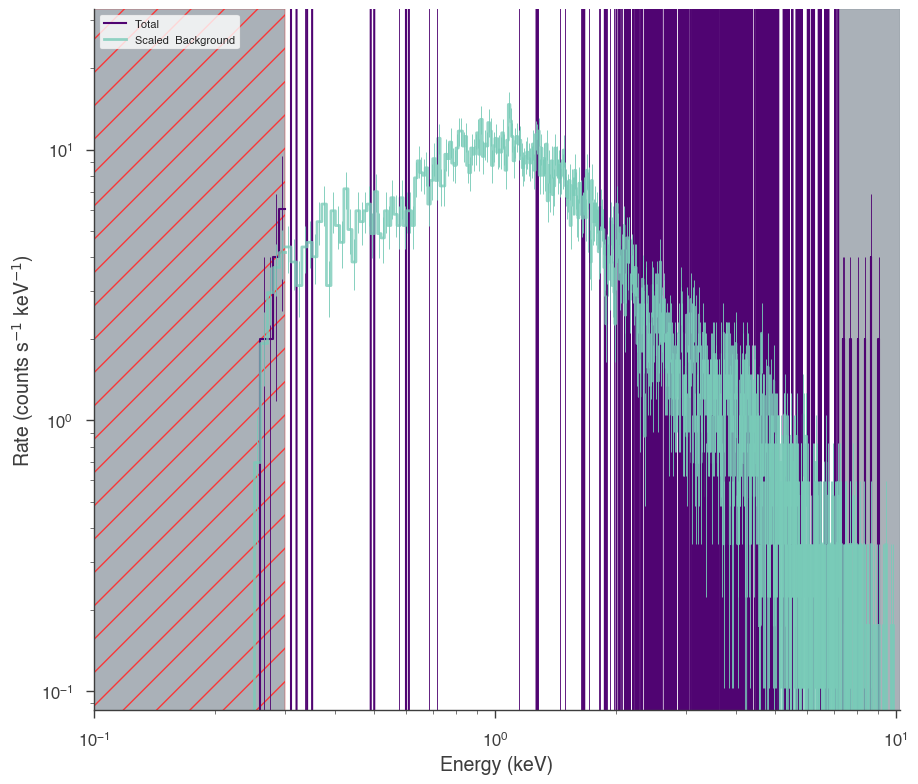 Total
Scaled Background
Rate (counts s⁻¹ keV⁻¹)
10¹
10⁰
10⁻¹
10⁻¹
10⁰
10¹
Energy (keV)